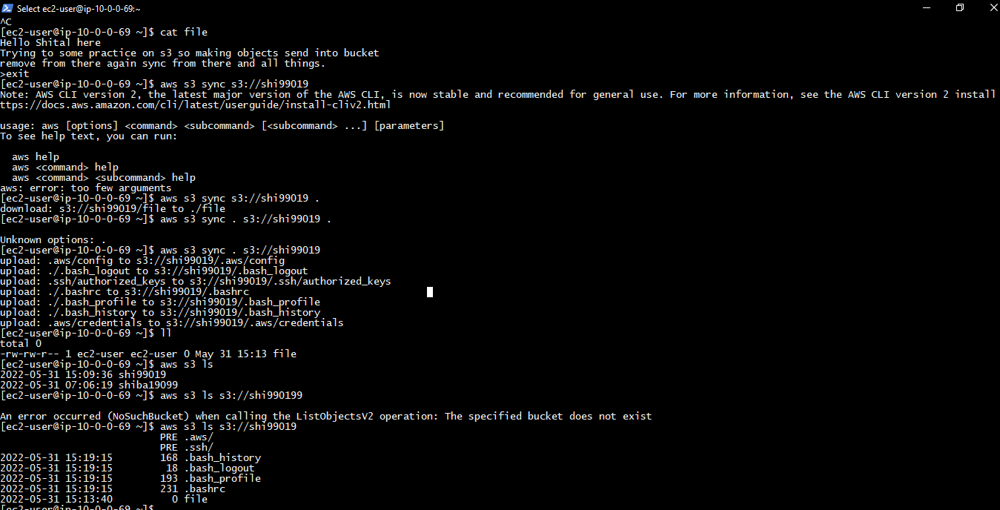 Select ec2-user@ip-10-0-0-69:~
^C
[ec2-user@ip-10-0-0-69 ~]$ cat file
Hello Shital here
Trying to some practice on s3 so making objects send into bucket
remove from there again sync from there and all things.
>exit
[ec2-user@ip-10-0-0-69 ~]$ aws s3 sync s3://shi99019
Note: AWS CLI version 2, the latest major version of the AWS CLI, is now stable and recommended for general use. For more information, see the AWS CLI version 2 install
ttps://docs.aws.amazon.com/cli/latest/userguide/install-cliv2.html
usage: aws [options] <command> <subcommand> [<subcommand> ...] [parameters]
To see help text, you can run:
aws help
aws <command> help
aws <command> <subcommand> help
aws: error: too few arguments
[ec2-user@ip-10-0-0-69 ~]$ aws s3 sync s3://shi99019 .
download: s3://shi99019/file to ./file
[ec2-user@ip-10-0-0-69 ~]$ aws s3 sync . s3://shi99019 .
Unknown options: .
[ec2-user@ip-10-0-0-69 ~]$ aws s3 sync . s3://shi99019
upload: .aws/config to s3://shi99019/.aws/config
upload: ./.bash_logout to s3://shi99019/.bash_logout
upload: .ssh/authorized_keys to s3://shi99019/.ssh/authorized_keys
upload: ./.bashrc to s3://shi99019/.bashrc
upload: ./.bash_profile to s3://shi99019/.bash_profile
upload: ./.bash_history to s3://shi99019/.bash_history
upload: .aws/credentials to s3://shi99019/.aws/credentials
[ec2-user@ip-10-0-0-69 ~]$ ll
total 0
-rw-rw-r-- 1 ec2-user ec2-user 0 May 31 15:13 file
[ec2-user@ip-10-0-0-69 ~]$ aws s3 ls
2022-05-31 15:09:36 shi99019
2022-05-31 07:06:19 shiba19099
[ec2-user@ip-10-0-0-69 ~]$ aws s3 ls s3://shi990199
An error occurred (NoSuchBucket) when calling the ListObjectsV2 operation: The specified bucket does not exist
[ec2-user@ip-10-0-0-69 ~]$ aws s3 ls s3://shi99019
PRE .aws/
PRE .ssh/
2022-05-31 15:19:15 168 .bash_history
2022-05-31 15:19:15 18 .bash_logout
2022-05-31 15:19:15 193 .bash_profile
2022-05-31 15:19:15 231 .bashrc
2022-05-31 15:13:40 0 file
[ec2-user@ip-10-0-0-69 ~]$